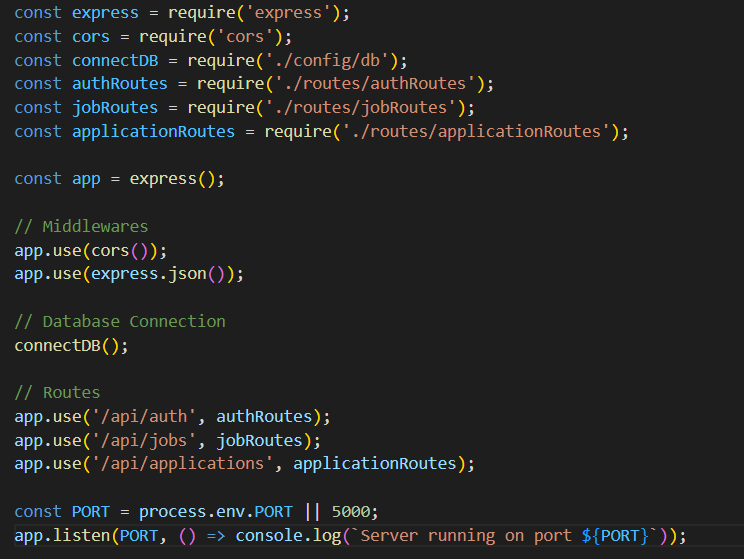 const express = require('express');
const cors = require('cors');
const connectDB = require('./config/db');
const authRoutes = require('./routes/authRoutes');
const jobRoutes = require('./routes/jobRoutes');
const applicationRoutes = require('./routes/applicationRoutes');
const app = express();
// Middlewares
app.use(cors());
app.use(express.json());
// Database Connection
connectDB();
// Routes
app.use('/api/auth', authRoutes);
app.use('/api/jobs', jobRoutes);
app.use('/api/applications', applicationRoutes);
const PORT = process.env.PORT || 5000;
app.listen(PORT, () => console.log(`Server running on port ${PORT}`));